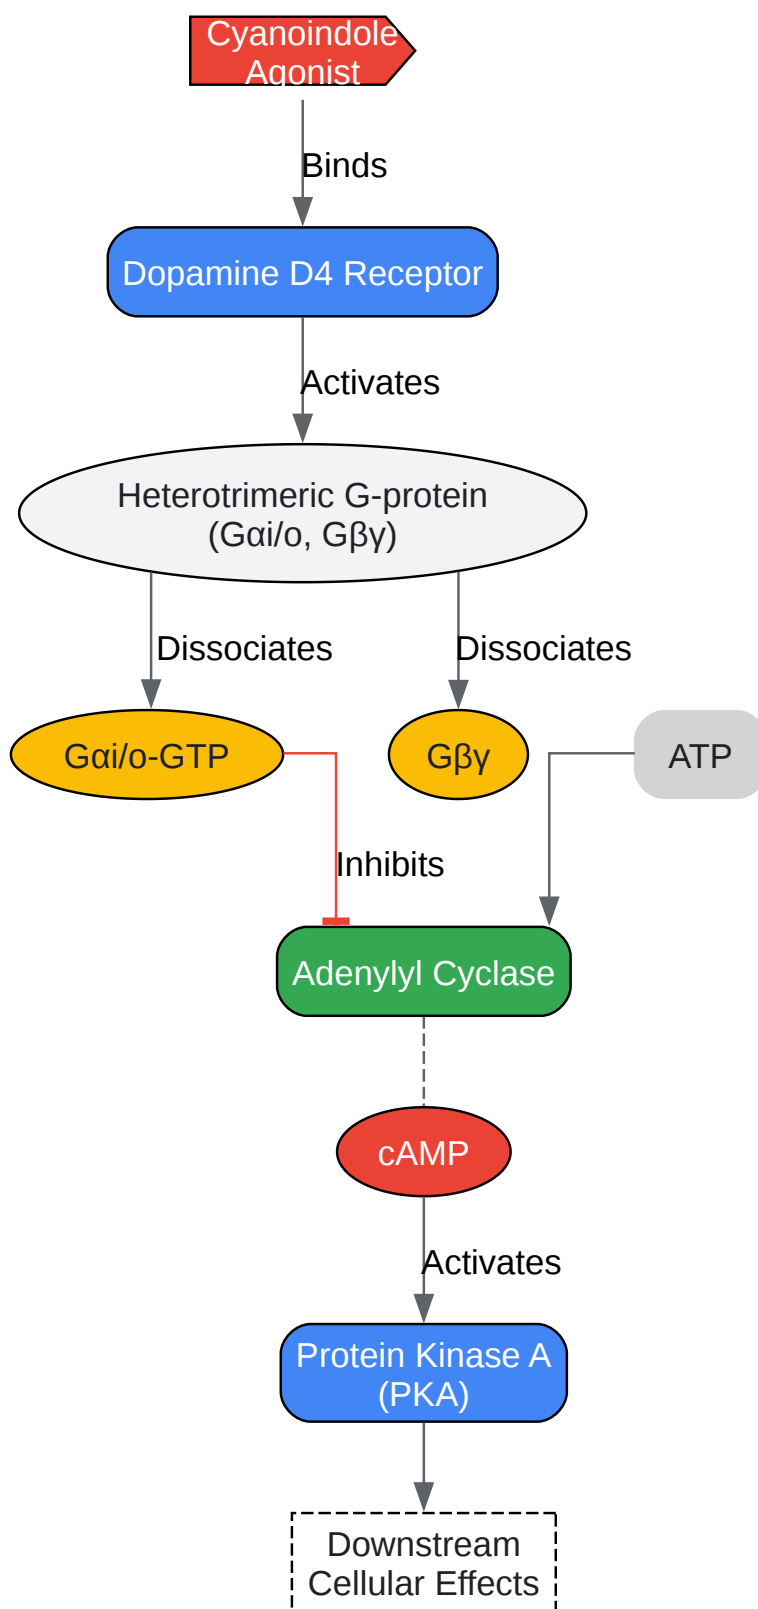 Cyanoindole
Agonist
Binds
Dopamine D4 Receptor
Activates
Heterotrimeric G-protein
(Gαi/o, Gβγ)
Dissociates
Dissociates
Gαi/o-GTP
Gβγ
ATP
Inhibits
Adenylyl Cyclase
cAMP
Activates
Protein Kinase A
(PKA)
Downstream
Cellular Effects